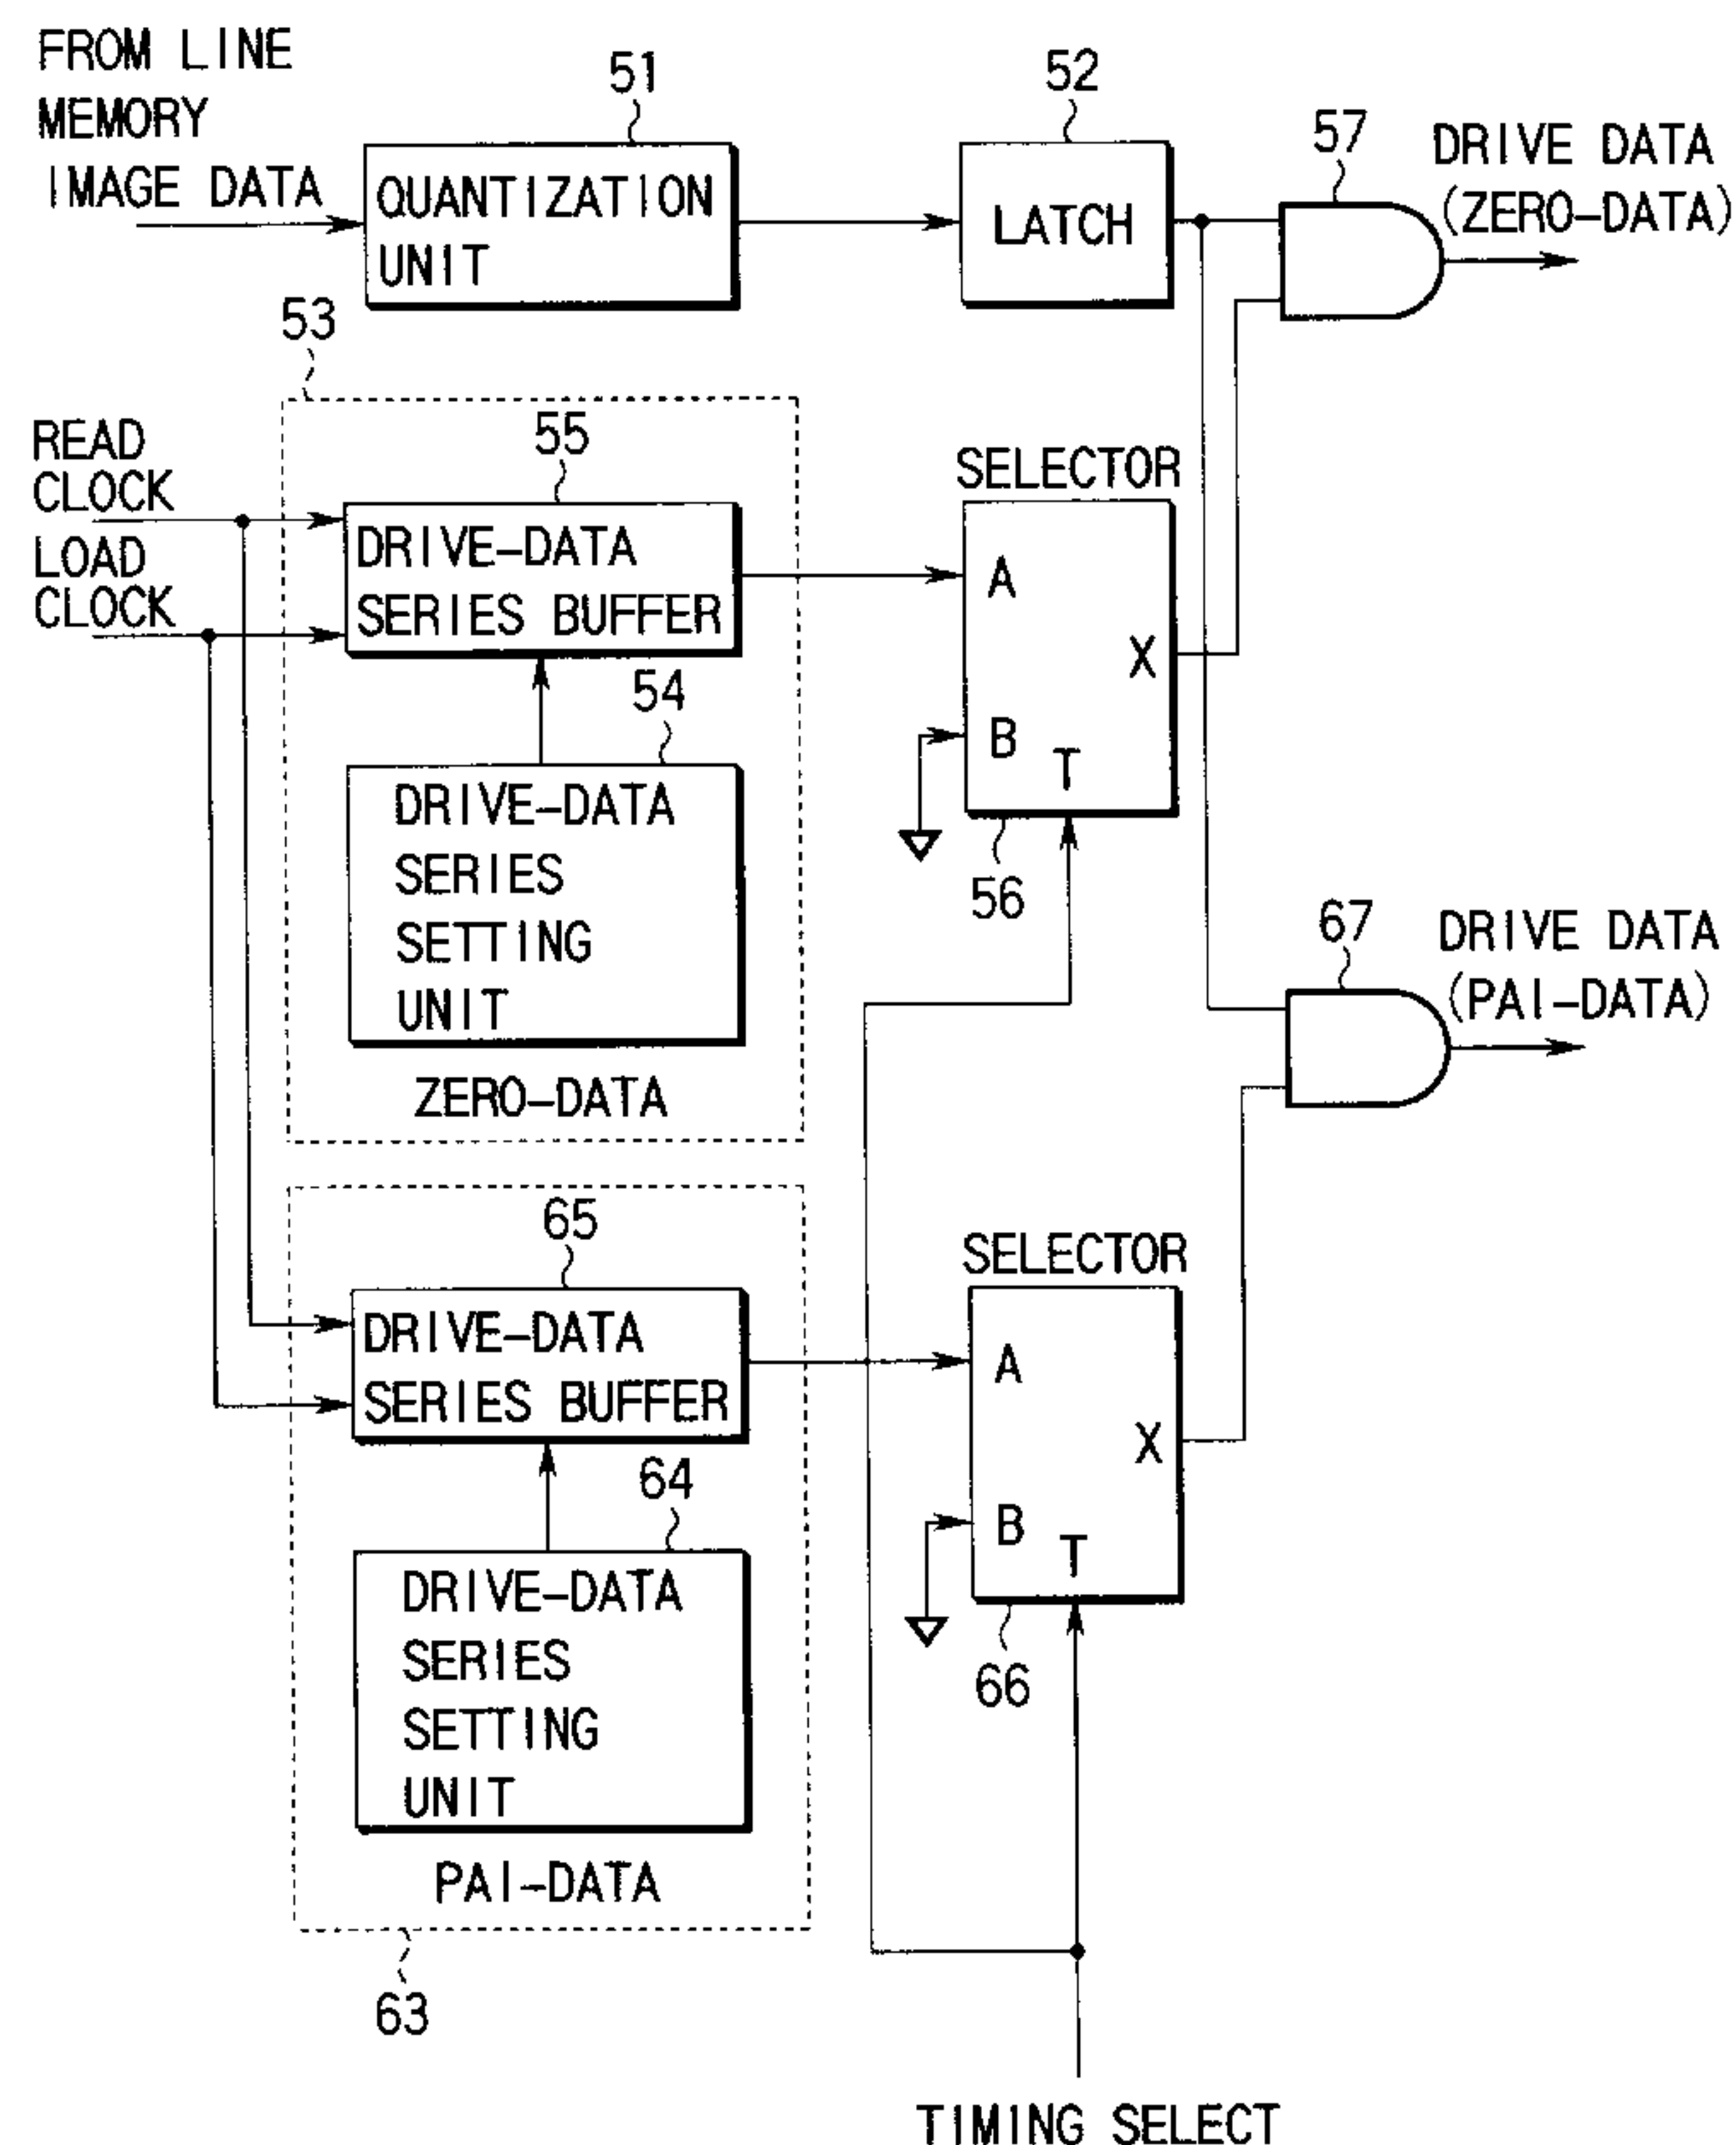 FROM LINE
MEMORY
IMAGE DATA
51
QUANTIZATION
UNIT
52
LATCH
57
DRIVE DATA
(ZERO-DATA)
53
READ
CLOCK
LOAD
CLOCK
55
DRIVE-DATA
SERIES BUFFER
54
DRIVE-DATA
SERIES
SETTING
UNIT
ZERO-DATA
SELECTOR
A
X
B
T
56
67
DRIVE DATA
(PAI-DATA)
65
DRIVE-DATA
SERIES BUFFER
64
DRIVE-DATA
SERIES
SETTING
UNIT
PAI-DATA
63
SELECTOR
A
X
B
T
66
TIMING SELECT